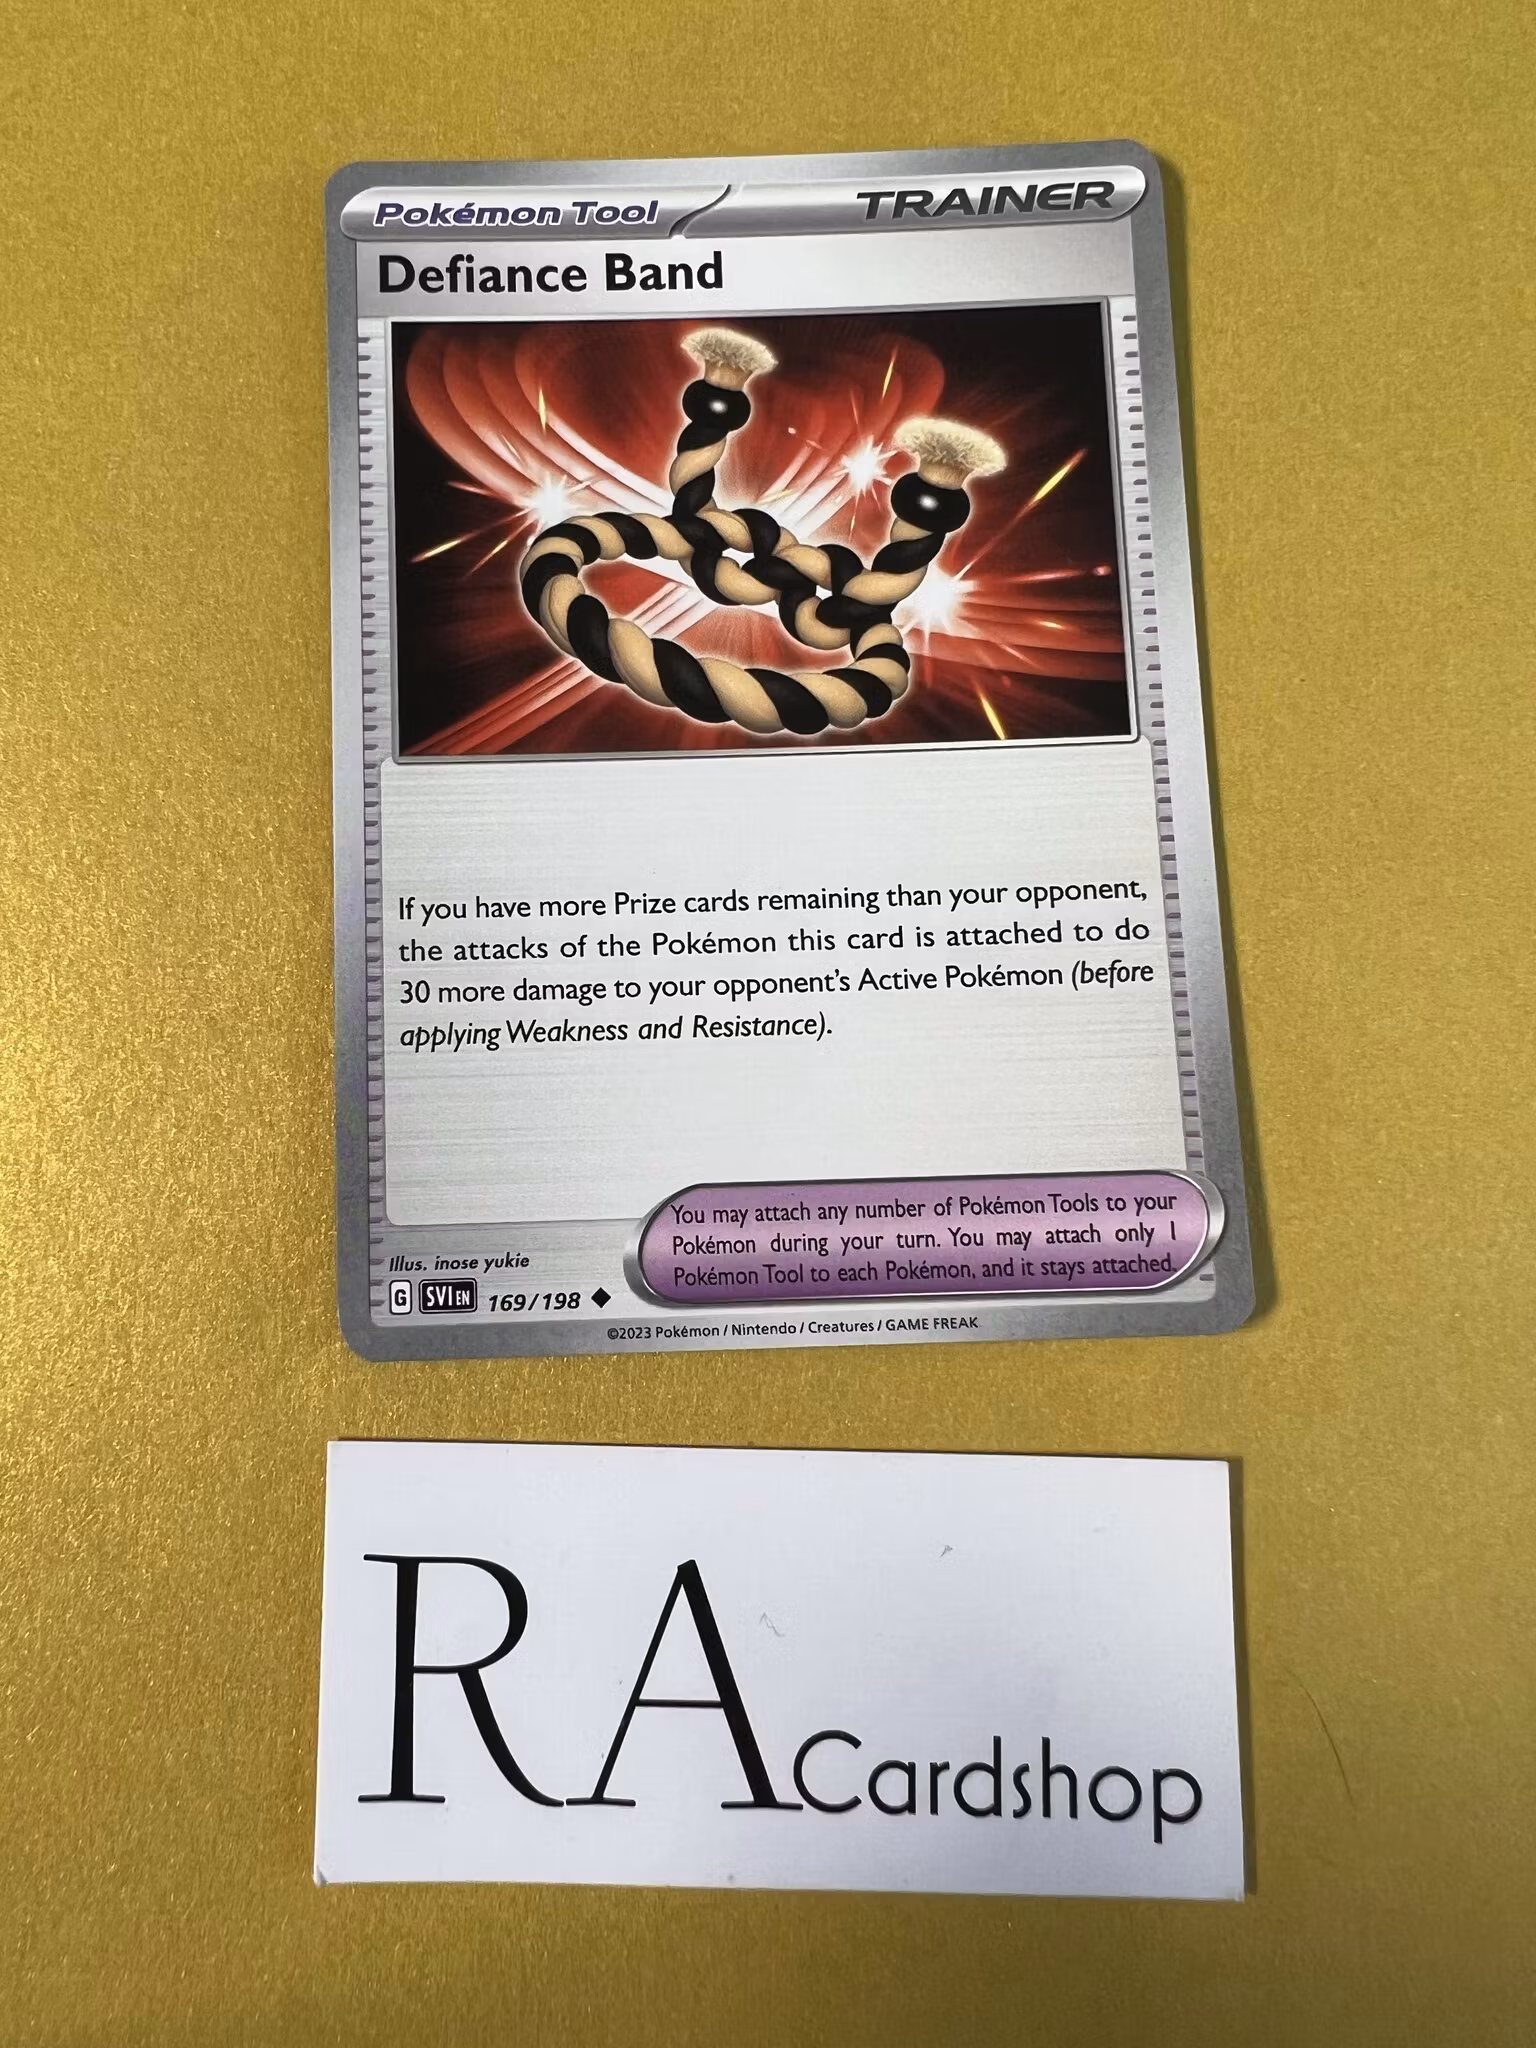 Pokémon Tool TRAINER
Defiance Band
If you have more Prize cards remaining than your opponent,
the attacks of the Pokémon this card is attached to do
30 more damage to your opponent's Active Pokémon (before
applying Weakness and Resistance).
You may attach any number of Pokémon Tools to your
Pokémon during your turn. You may attach only 1
Pokémon Tool to each Pokémon, and it stays attached.
Illus. inose yukie
G SVI EN 169/198
©2023 Pokémon / Nintendo / Creatures / GAME FREAK
RA Cardshop